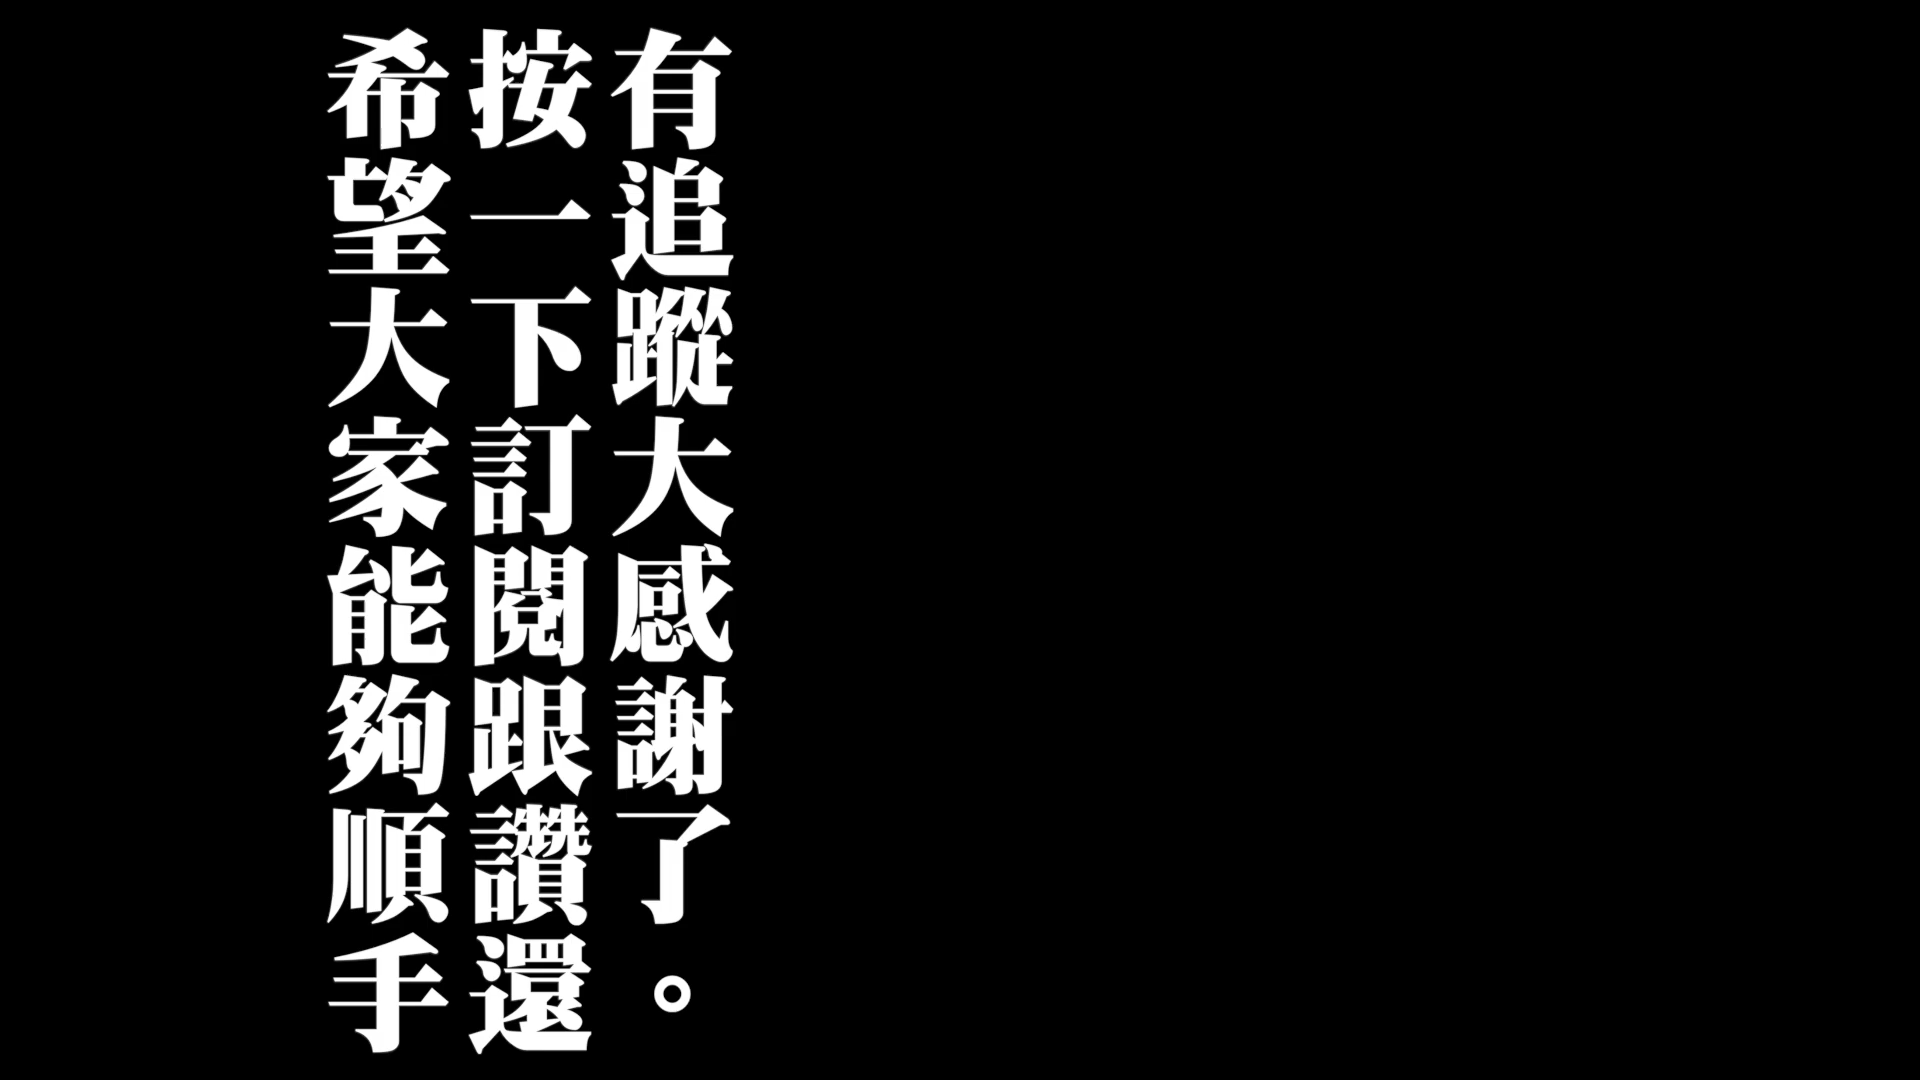 希望大家能夠順手
按一下訂閱跟讚還
有追蹤大感謝了。